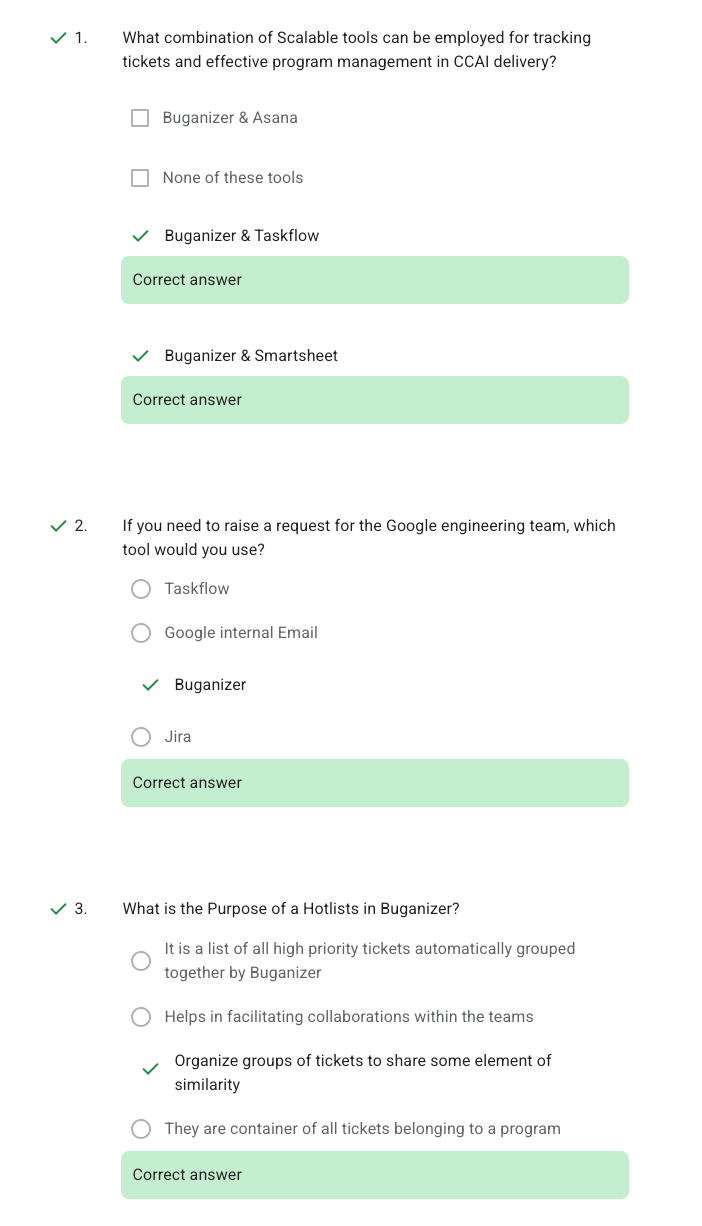 1. What combination of Scalable tools can be employed for tracking
tickets and effective program management in CCAI delivery?
Buganizer & Asana
None of these tools
Buganizer & Taskflow
Correct answer
Buganizer & Smartsheet
Correct answer
2. If you need to raise a request for the Google engineering team, which
tool would you use?
Taskflow
Google internal Email
Buganizer
Jira
Correct answer
3. What is the Purpose of a Hotlists in Buganizer?
It is a list of all high priority tickets automatically grouped
together by Buganizer
Helps in facilitating collaborations within the teams
Organize groups of tickets to share some element of
similarity
They are container of all tickets belonging to a program
Correct answer